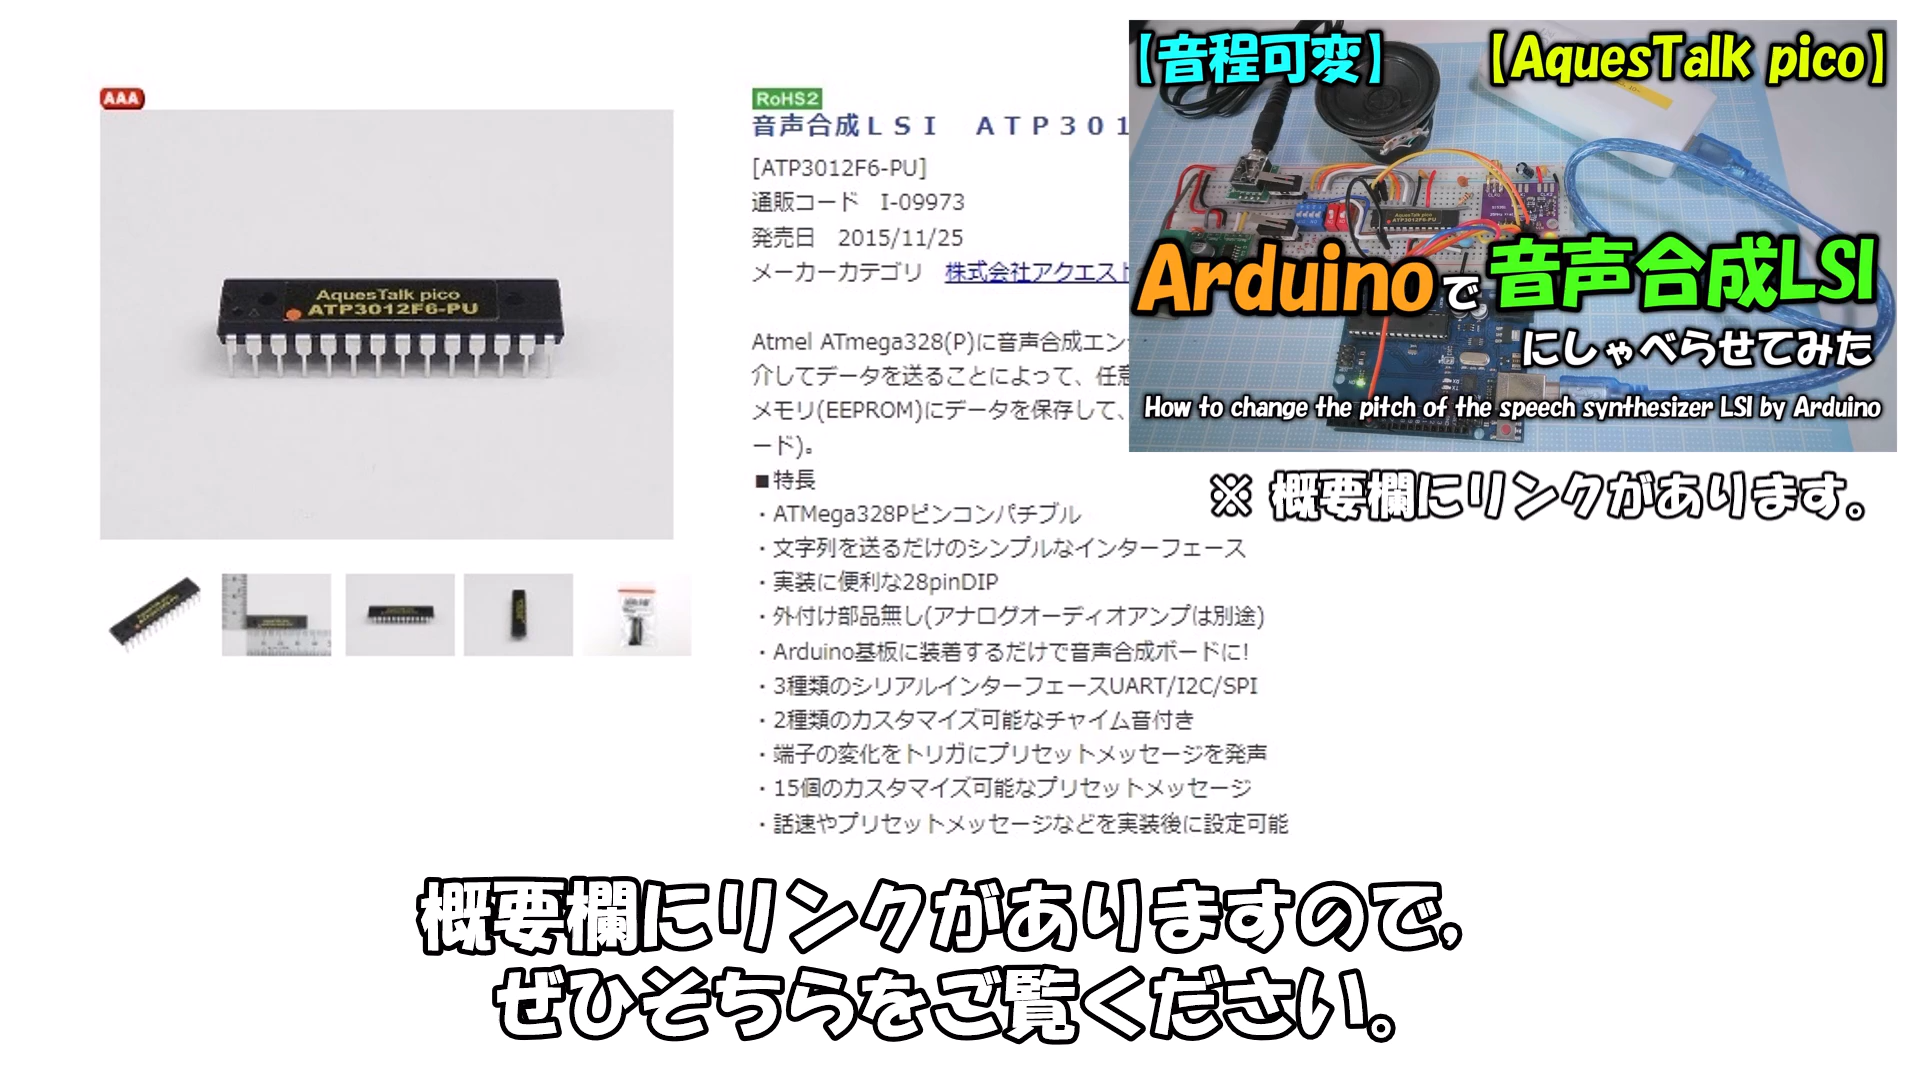 AAA
AquesTalk pico
ATP3012F6-PU
RoHS2
音声合成ＬＳＩ　ＡＴＰ３０１
[ATP3012F6-PU]
通販コード　I-09973
発売日　2015/11/25
メーカーカテゴリ　株式会社アクエスト
Atmel ATmega328(P)に音声合成エン
介してデータを送ることによって、任意
メモリ(EEPROM)にデータを保存して、
ード)。
■特長
・ATMega328Pピンコンパチブル
・文字列を送るだけのシンプルなインターフェース
・実装に便利な28pinDIP
・外付け部品無し(アナログオーディオアンプは別途)
・Arduino基板に装着するだけで音声合成ボードに!
・3種類のシリアルインターフェースUART/I2C/SPI
・2種類のカスタマイズ可能なチャイム音付き
・端子の変化をトリガにプリセットメッセージを発声
・15個のカスタマイズ可能なプリセットメッセージ
・話速やプリセットメッセージなどを実装後に設定可能
【音程可変】
【AquesTalk pico】
AquesTalk pico
ATP3012F6-PU
Arduinoで音声合成LSI
にしゃべらせてみた
How to change the pitch of the speech synthesizer LSI by Arduino
※ 概要欄にリンクがあります。
概要欄にリンクがありますので,
ぜひそちらをご覧ください。